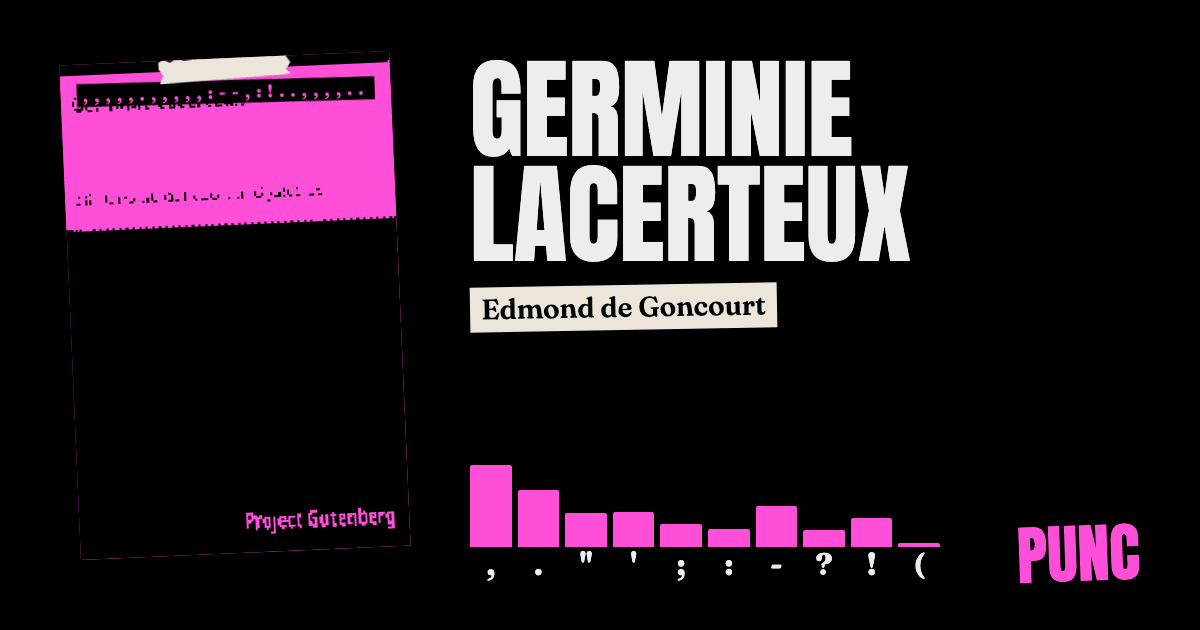 ,,,,,.,,,,,:--,:!..,,,,..
Project Gutenberg
GERMINIE
LACERTEUX
Edmond de Goncourt
, . " ' ; : - ? ! (
PUNC